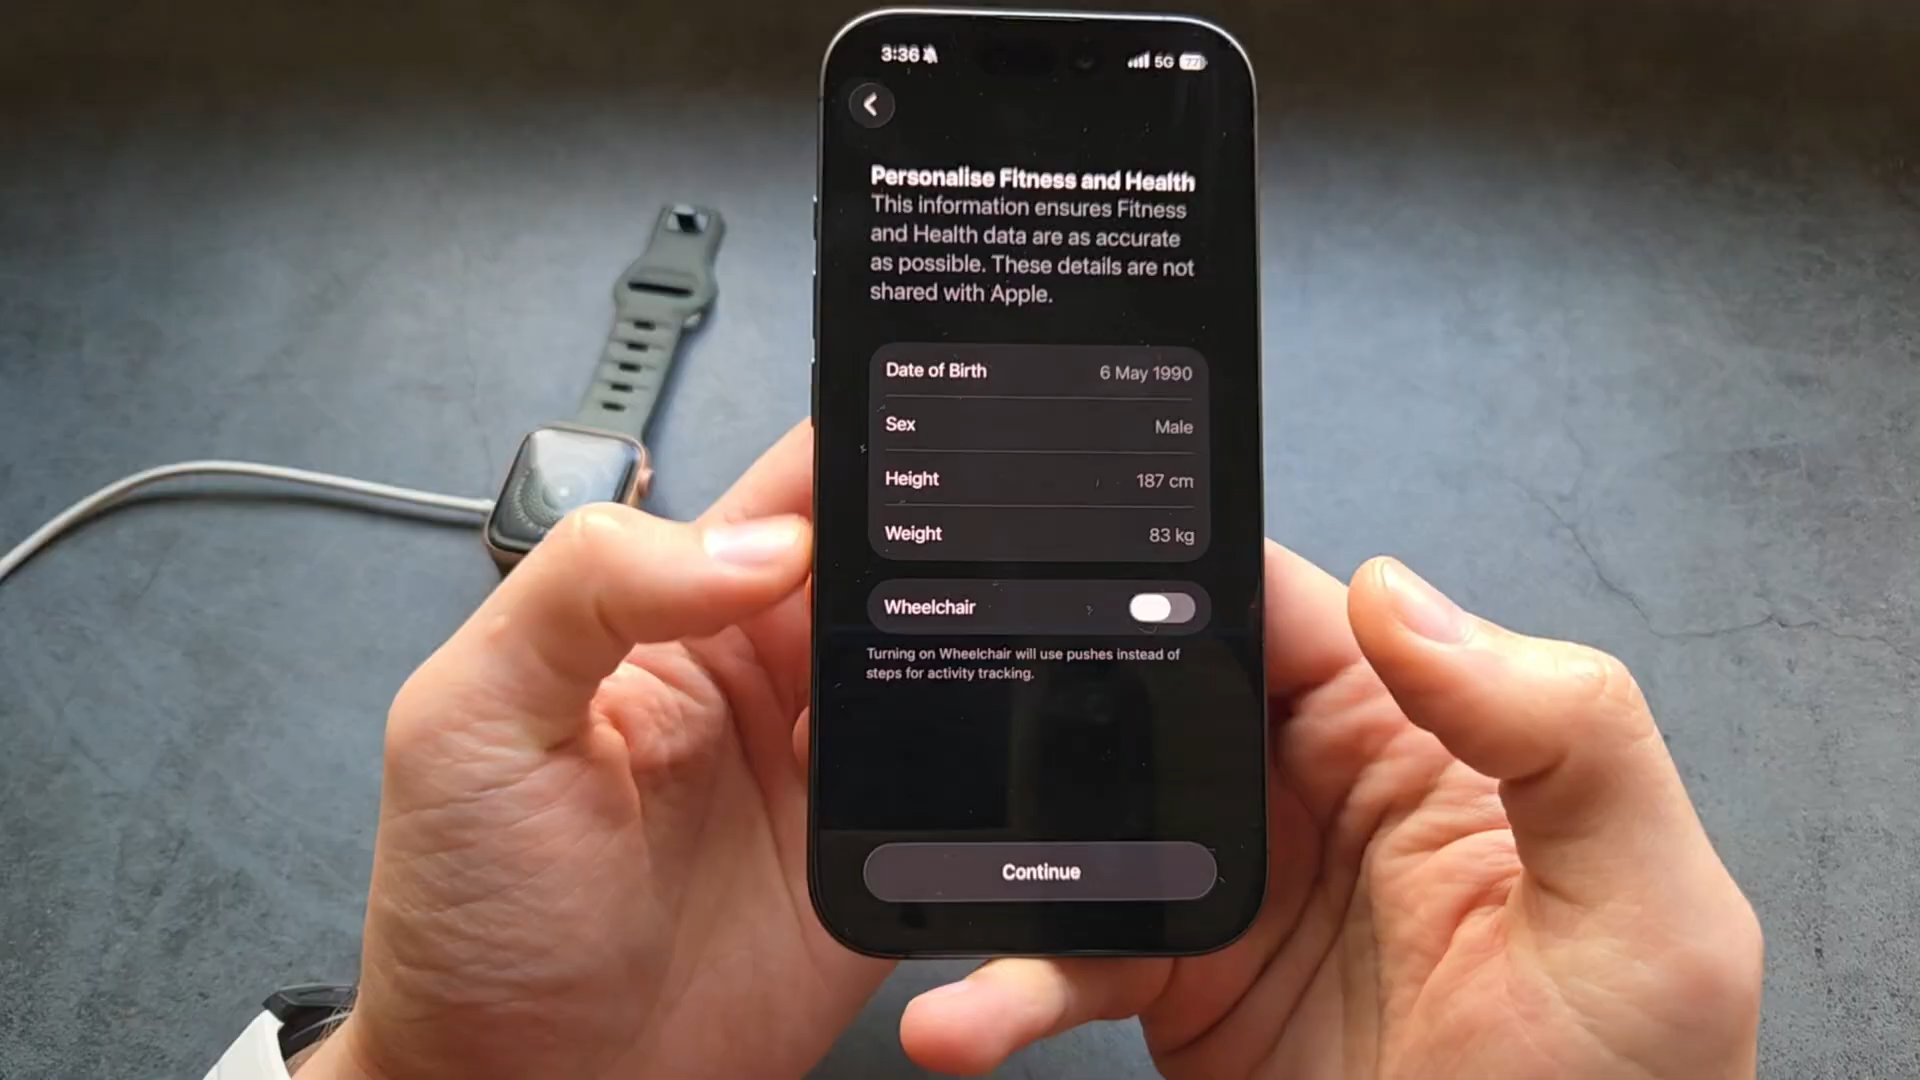 3:36
5G 77
Personalise Fitness and Health
This information ensures Fitness
and Health data are as accurate
as possible. These details are not
shared with Apple.
Date of Birth 6 May 1990
Sex Male
Height 187 cm
Weight 83 kg
Wheelchair
Turning on Wheelchair will use pushes instead of
steps for activity tracking.
Continue